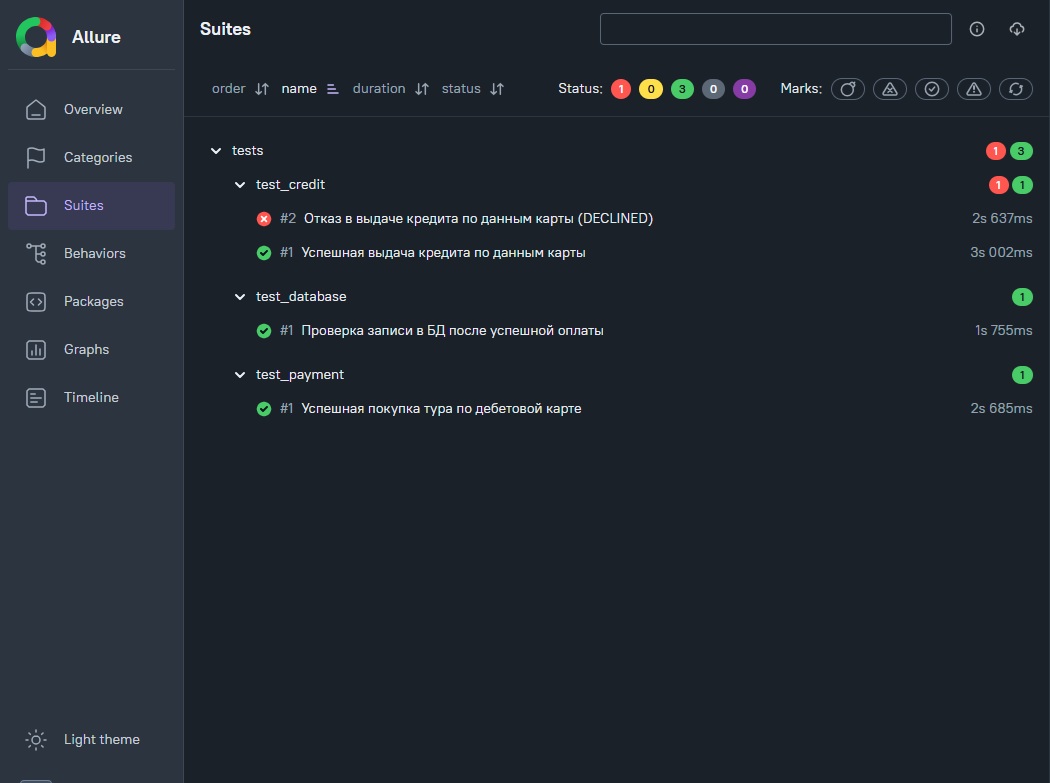 Allure
Overview
Categories
Suites
Behaviors
Packages
Graphs
Timeline
Light theme
Suites
order name duration status Status: 1 0 3 0 0 Marks:
tests 1 3
test_credit 1 1
#2 Отказ в выдаче кредита по данным карты (DECLINED) 2s 637ms
#1 Успешная выдача кредита по данным карты 3s 002ms
test_database 1
#1 Проверка записи в БД после успешной оплаты 1s 755ms
test_payment 1
#1 Успешная покупка тура по дебетовой карте 2s 685ms